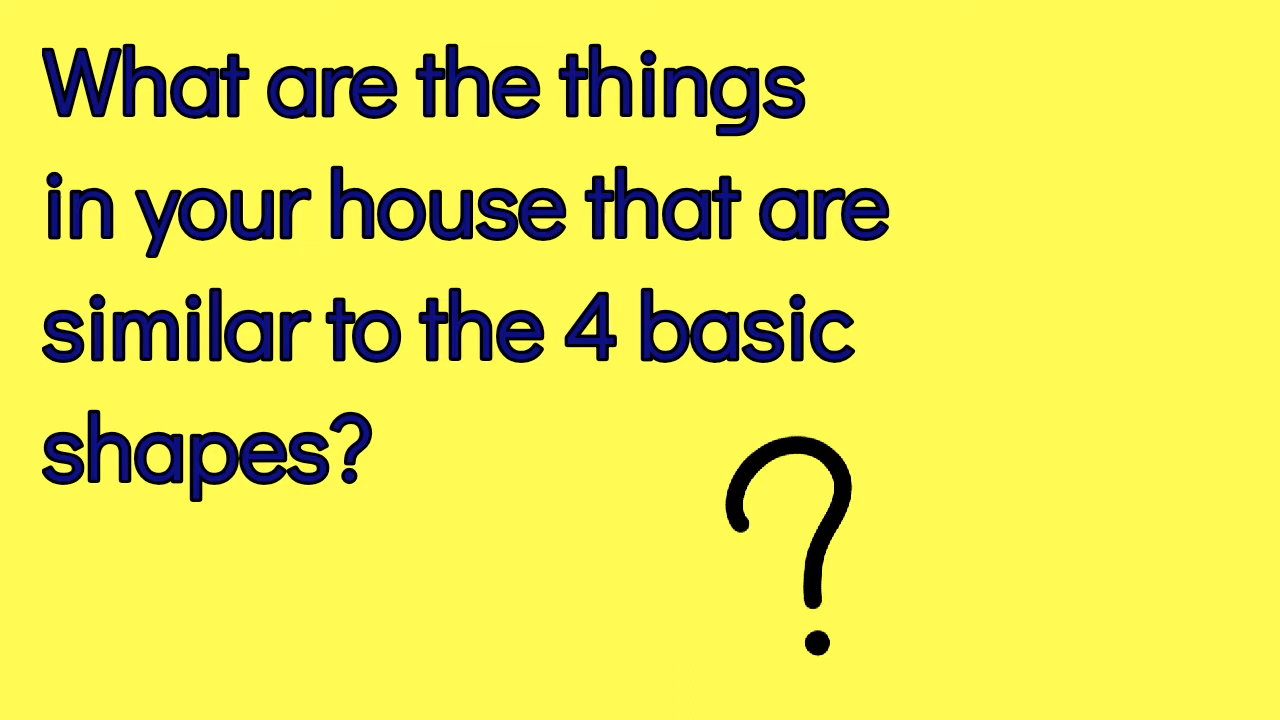 What are the things
in your house that are
similar to the 4 basic
shapes?
?